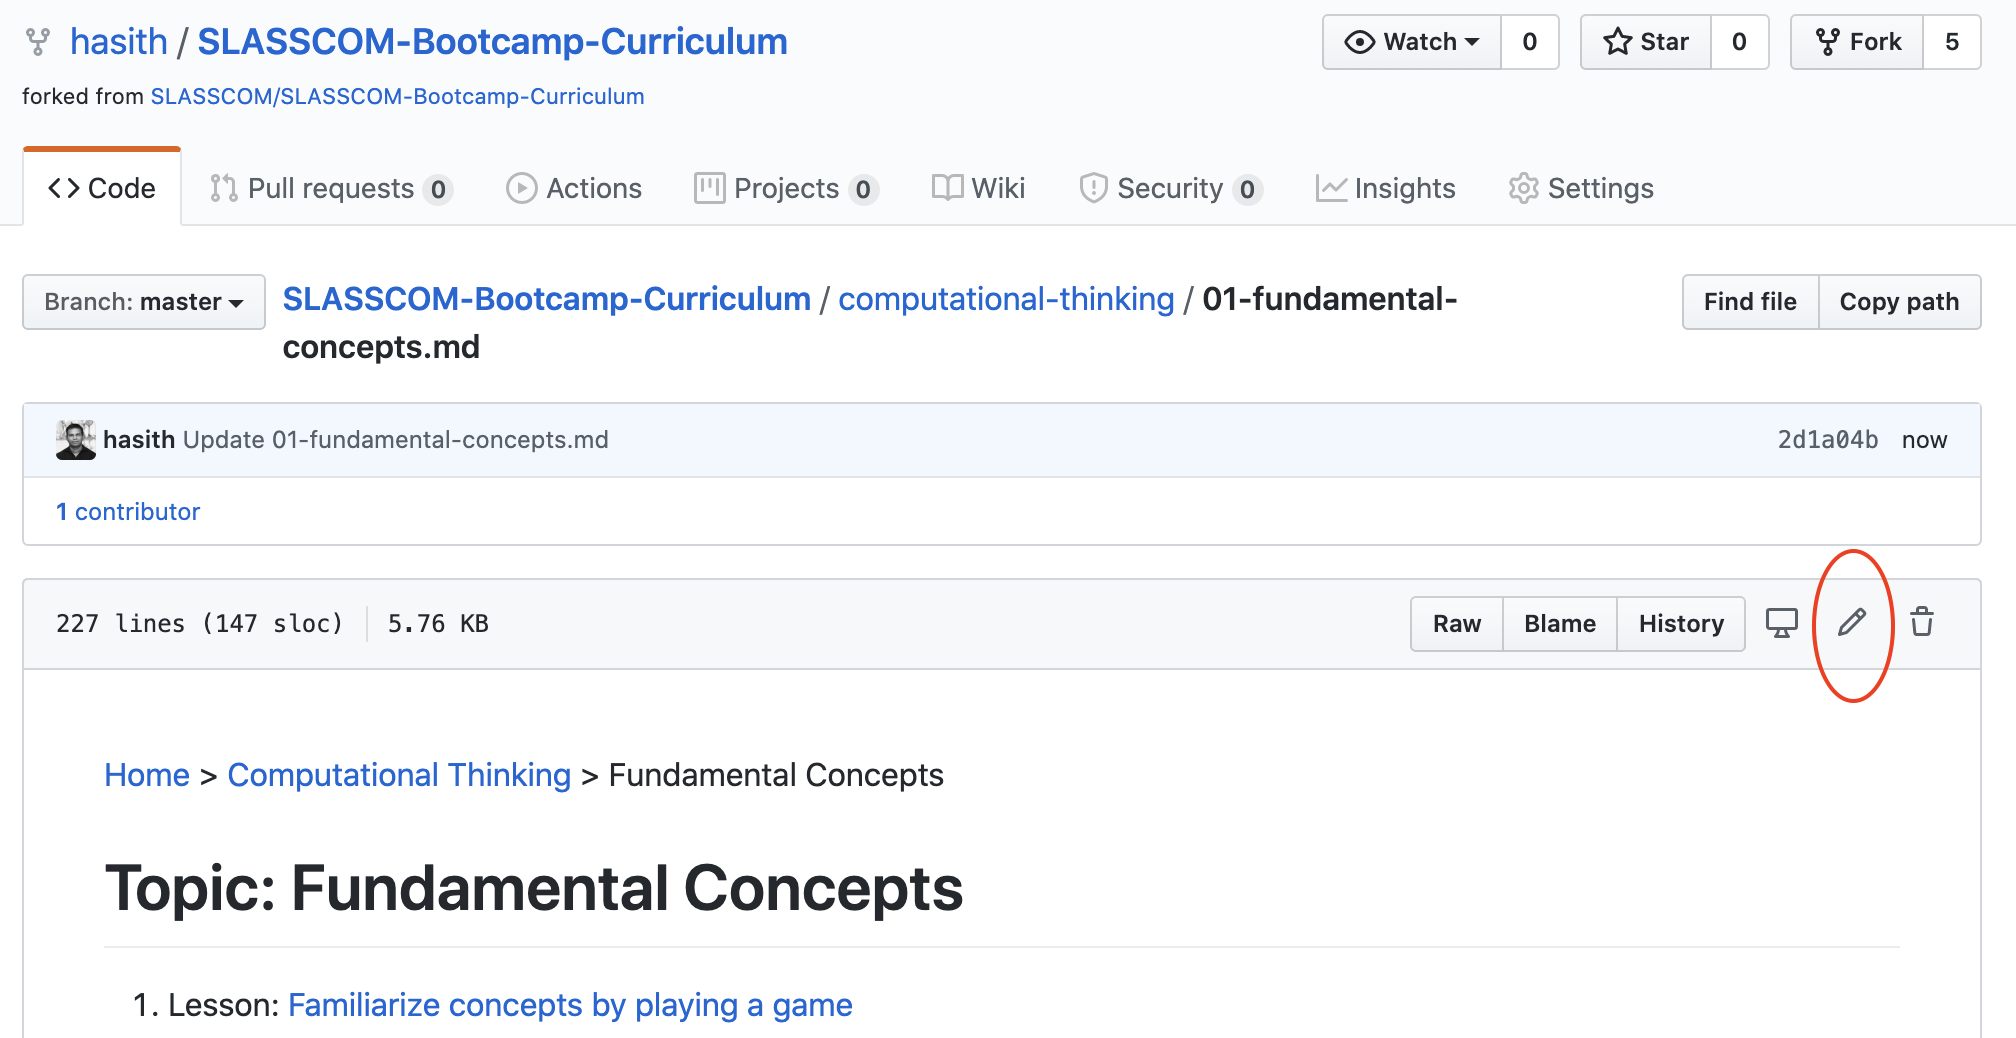 hasith / SLASSCOM-Bootcamp-Curriculum
Watch 0 Star 0 Fork 5
forked from SLASSCOM/SLASSCOM-Bootcamp-Curriculum
Code Pull requests 0 Actions Projects 0 Wiki Security 0 Insights Settings
Branch: master SLASSCOM-Bootcamp-Curriculum / computational-thinking / 01-fundamental-
concepts.md
Find file Copy path
hasith Update 01-fundamental-concepts.md 2d1a04b now
1 contributor
227 lines (147 sloc) 5.76 KB Raw Blame History
Home > Computational Thinking > Fundamental Concepts
Topic: Fundamental Concepts
1. Lesson: Familiarize concepts by playing a game